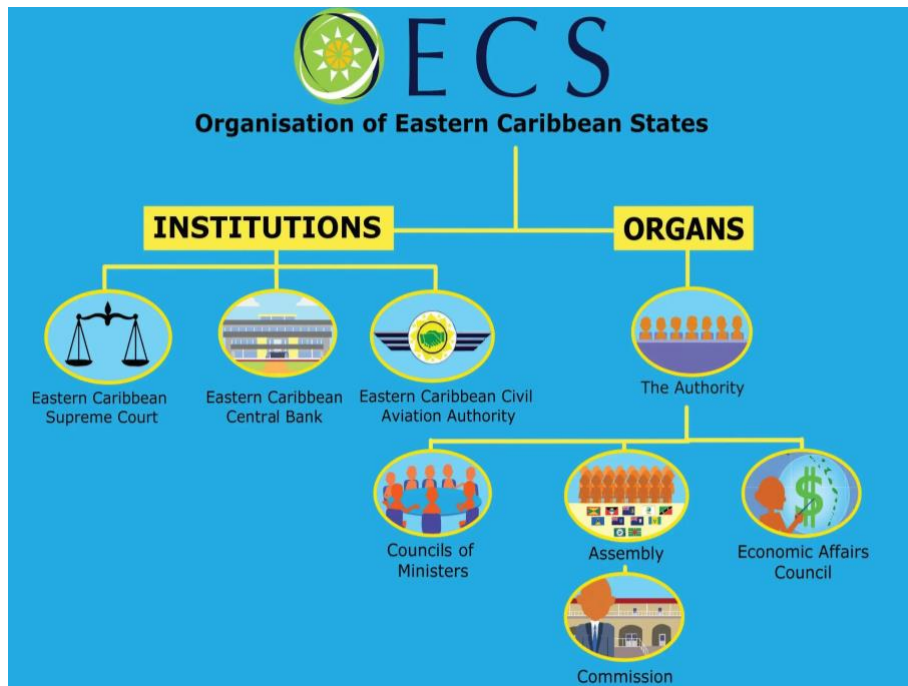 OECS
Organisation of Eastern Caribbean States
INSTITUTIONS
ORGANS
Eastern Caribbean
Supreme Court
Eastern Caribbean
Central Bank
Eastern Caribbean Civil
Aviation Authority
The Authority
Councils of
Ministers
Assembly
Economic Affairs
Council
Commission